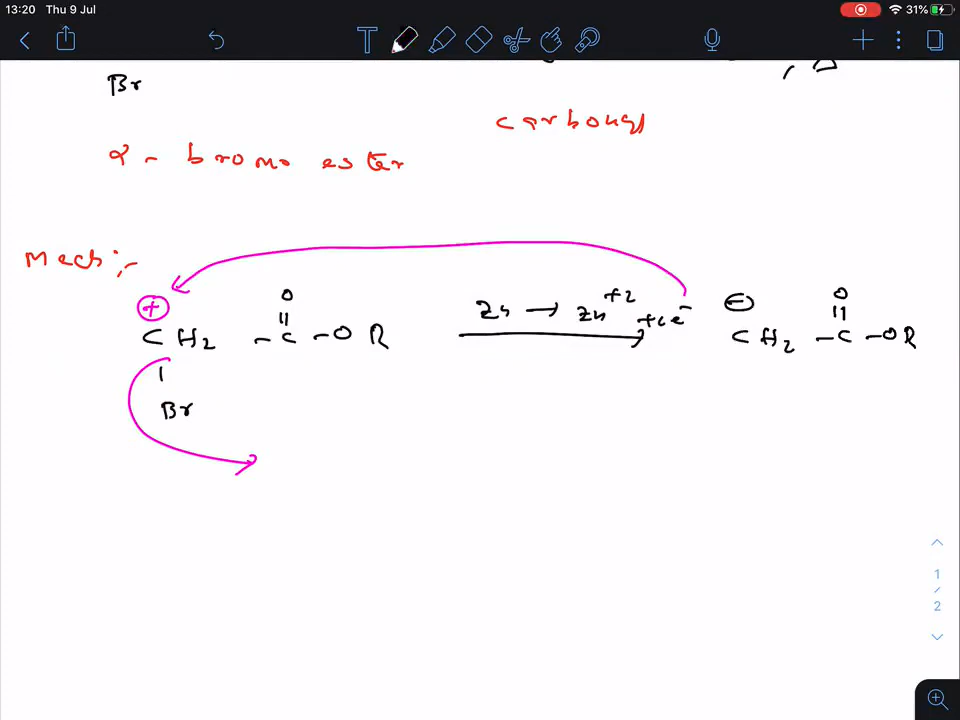 13:20 Thu 9 Jul 31%
T
Br
carbonyl
α - bromo ester
Mech :-
+ O Zn → Zn+2 +2e- − O
CH2 - C - OR CH2 - C - OR
Br
1
/
2